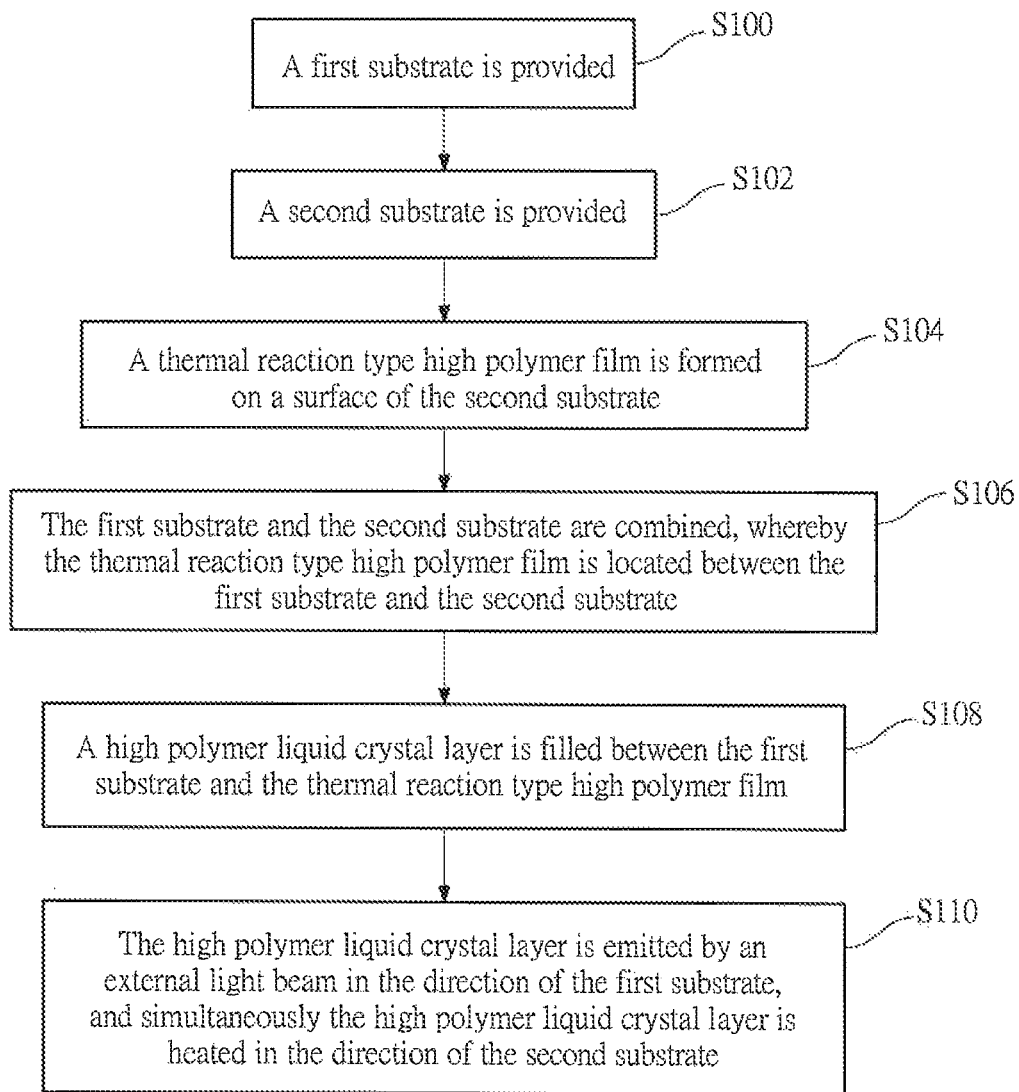 S100
A first substrate is provided
S102
A second substrate is provided
S104
A thermal reaction type high polymer film is formed
on a surface of the second substrate
S106
The first substrate and the second substrate are combined, whereby
the thermal reaction type high polymer film is located between the
first substrate and the second substrate
S108
A high polymer liquid crystal layer is filled between the first
substrate and the thermal reaction type high polymer film
S110
The high polymer liquid crystal layer is emitted by an
external light beam in the direction of the first substrate,
and simultaneously the high polymer liquid crystal layer is
heated in the direction of the second substrate